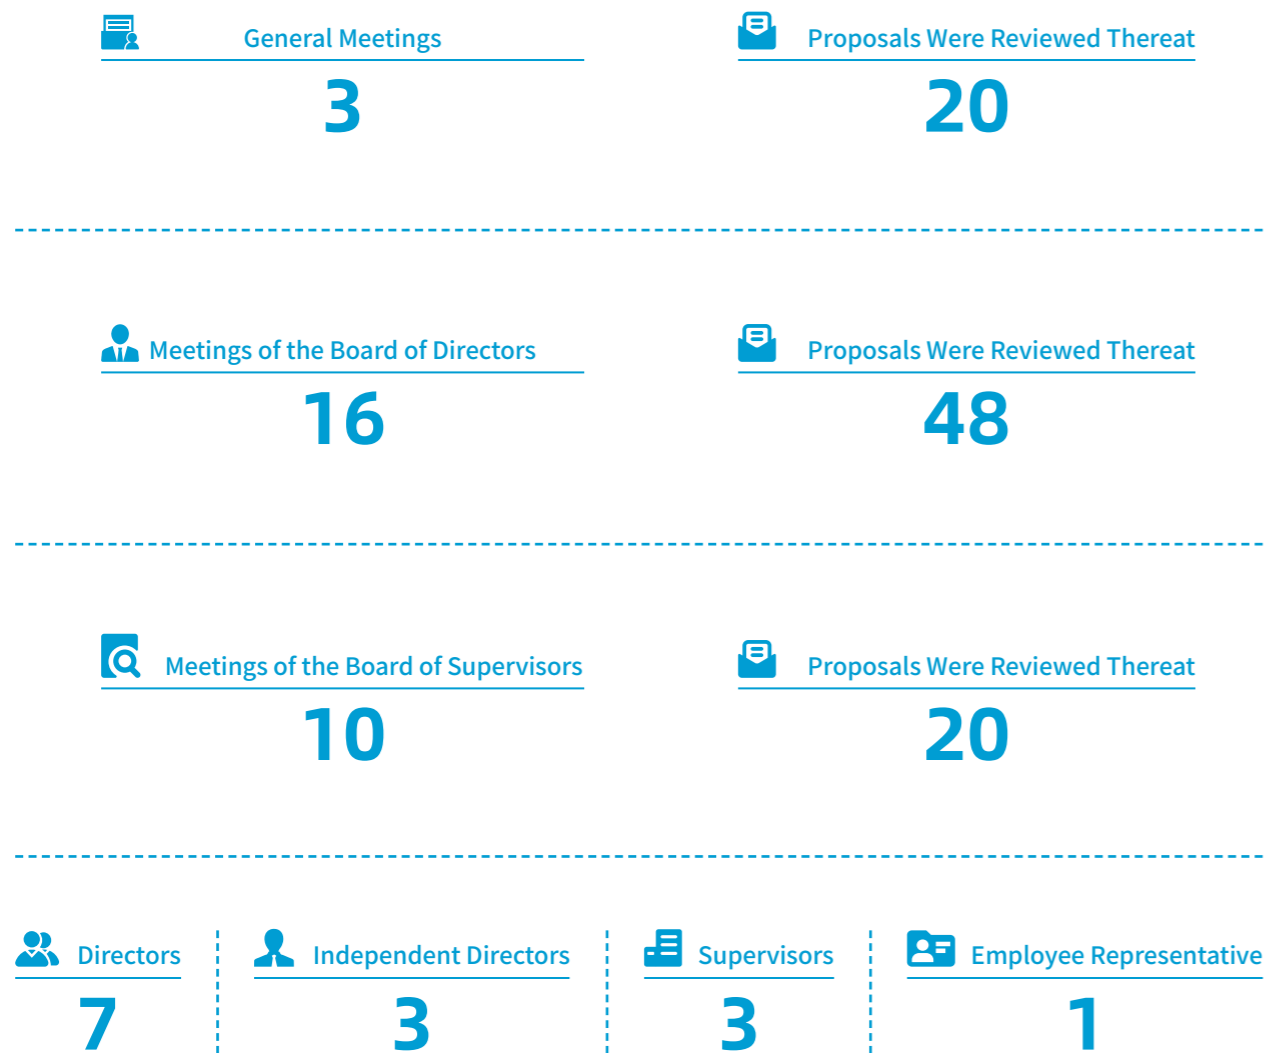 General Meetings
Proposals Were Reviewed Thereat
3
20
Meetings of the Board of Directors
Proposals Were Reviewed Thereat
16
48
Meetings of the Board of Supervisors
Proposals Were Reviewed Thereat
10
20
Directors
Independent Directors
Supervisors
Employee Representative
7
3
3
1